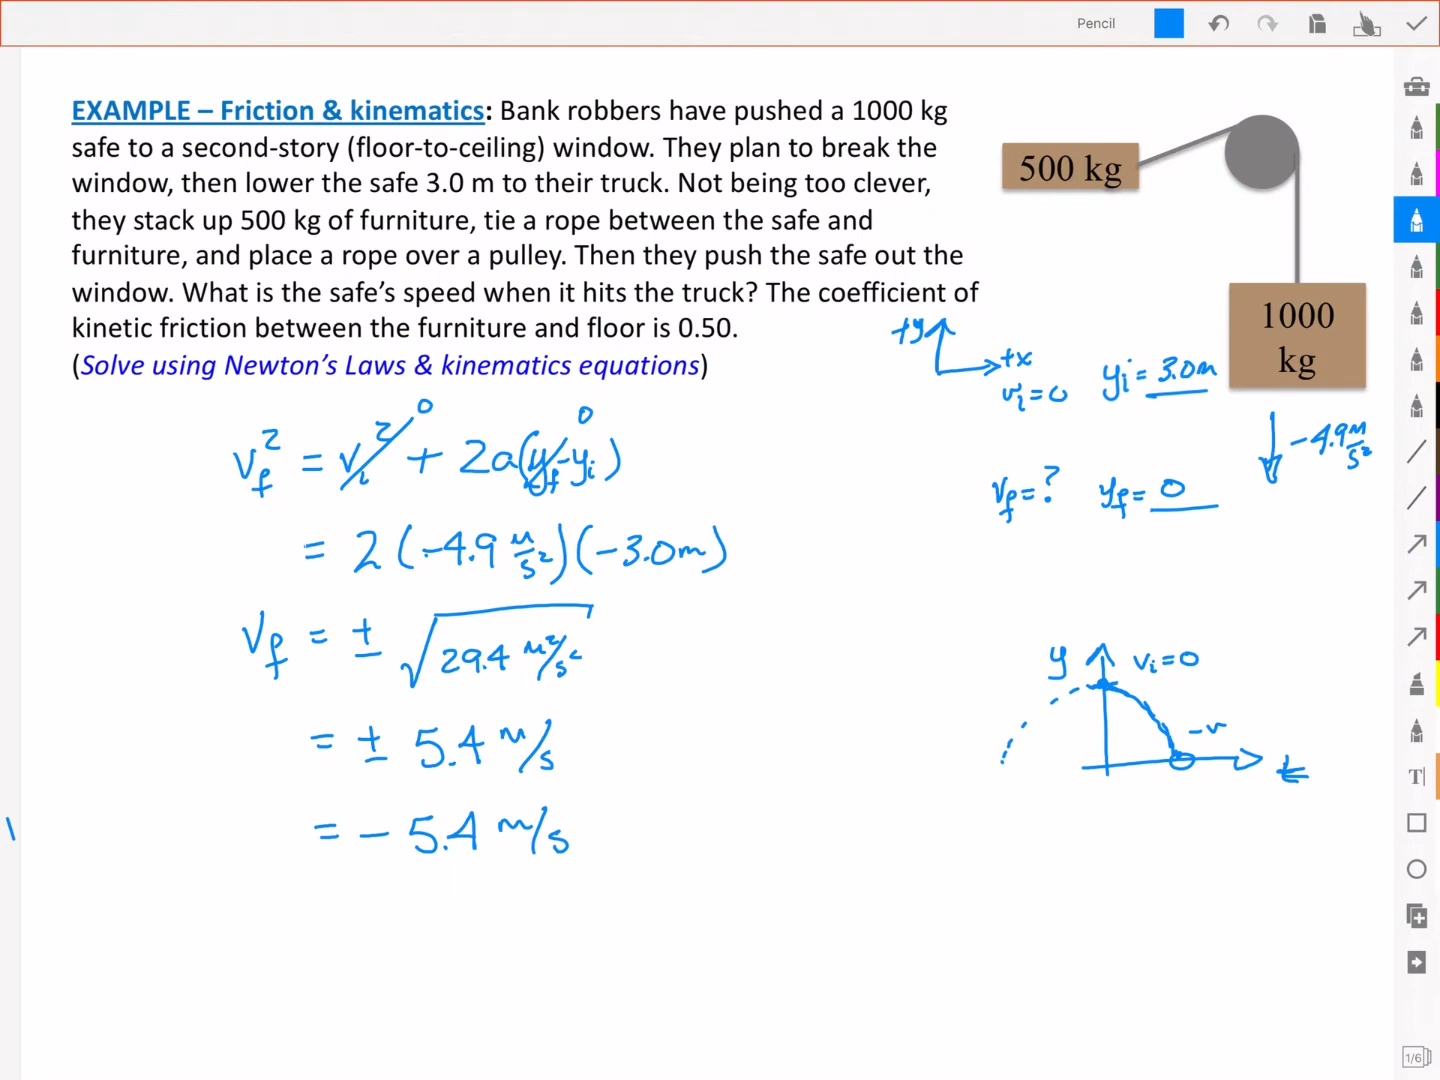 Pencil
EXAMPLE – Friction & kinematics: Bank robbers have pushed a 1000 kg
safe to a second-story (floor-to-ceiling) window. They plan to break the
window, then lower the safe 3.0 m to their truck. Not being too clever,
they stack up 500 kg of furniture, tie a rope between the safe and
furniture, and place a rope over a pulley. Then they push the safe out the
window. What is the safe's speed when it hits the truck? The coefficient of
kinetic friction between the furniture and floor is 0.50.
(Solve using Newton's Laws & kinematics equations)
500 kg
1000
kg
+y
+x
vi = 0 yi = 3.0m
-4.9 m/s²
vf = ? yf = 0
0 0
vf² = vi² + 2a(yf - yi)
= 2(-4.9 m/s²)(-3.0m)
vf = ± √29.4 m²/s²
= ± 5.4 m/s
= - 5.4 m/s
y vi = 0
-v
t
T
1/6